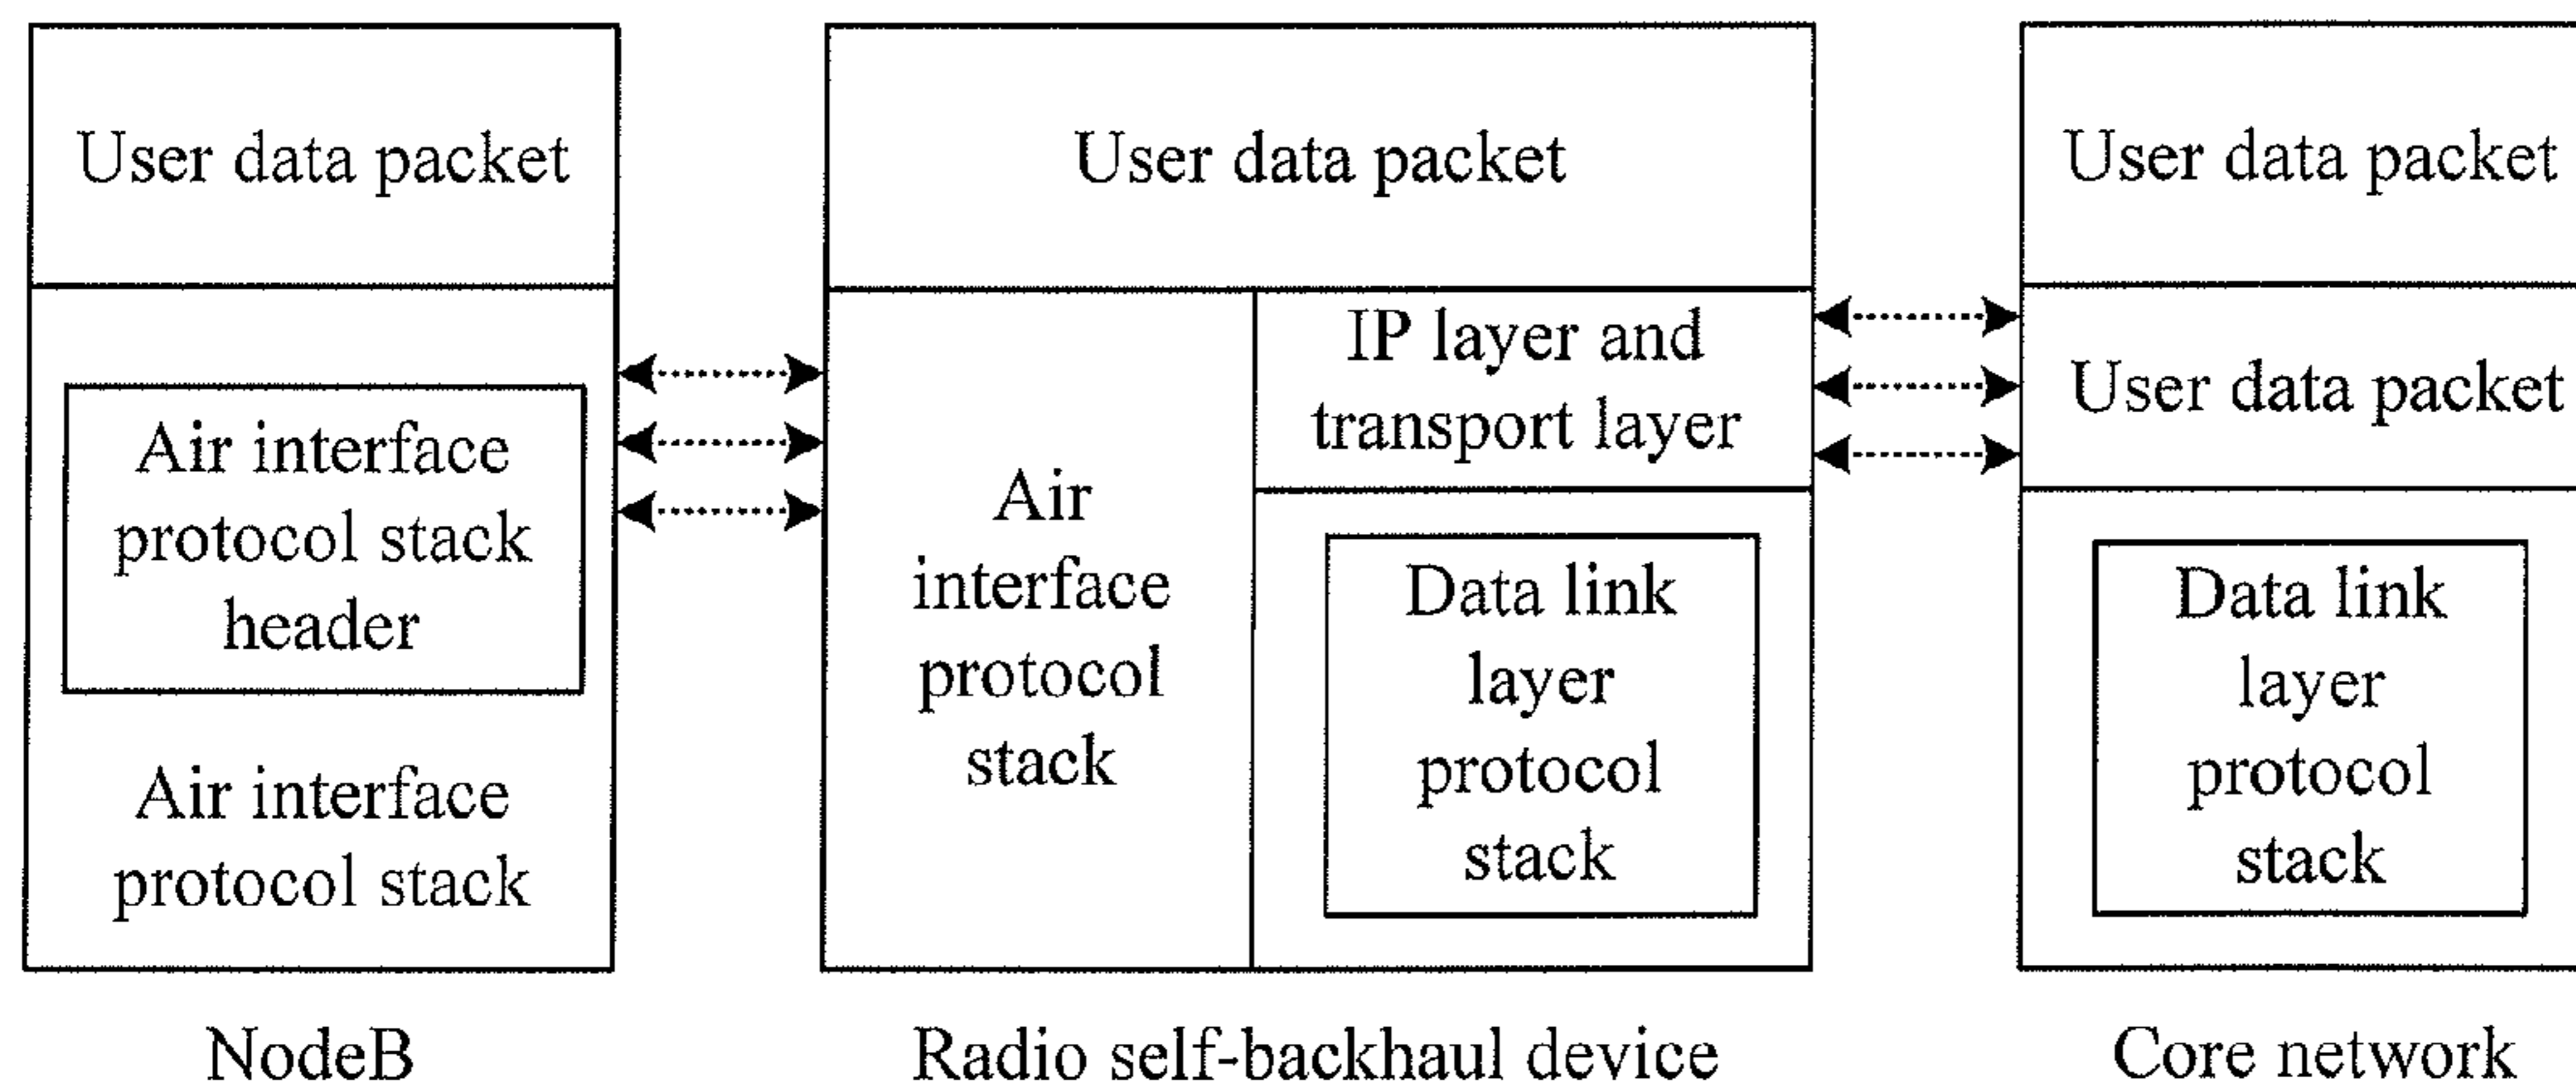 User data packet
Air interface
protocol stack
header
Air interface
protocol stack
NodeB
User data packet
Air
interface
protocol
stack
IP layer and
transport layer
Data link
layer
protocol
stack
Radio self-backhaul device
User data packet
User data packet
Data link
layer
protocol
stack
Core network